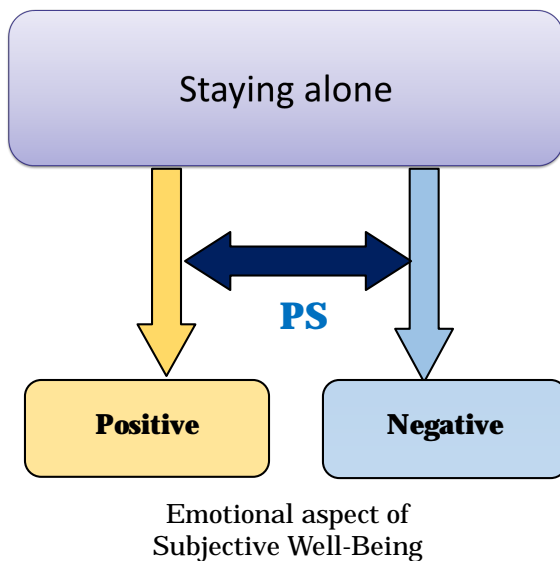 Staying alone
PS
Positive
Negative
Emotional aspect of
Subjective Well-Being